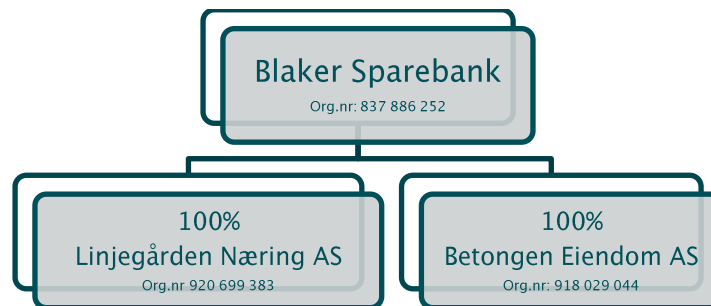 Blaker Sparebank
Org.nr: 837 886 252
100%
Linjegården Næring AS
Org.nr 920 699 383
100%
Betongen Eiendom AS
Org.nr: 918 029 044